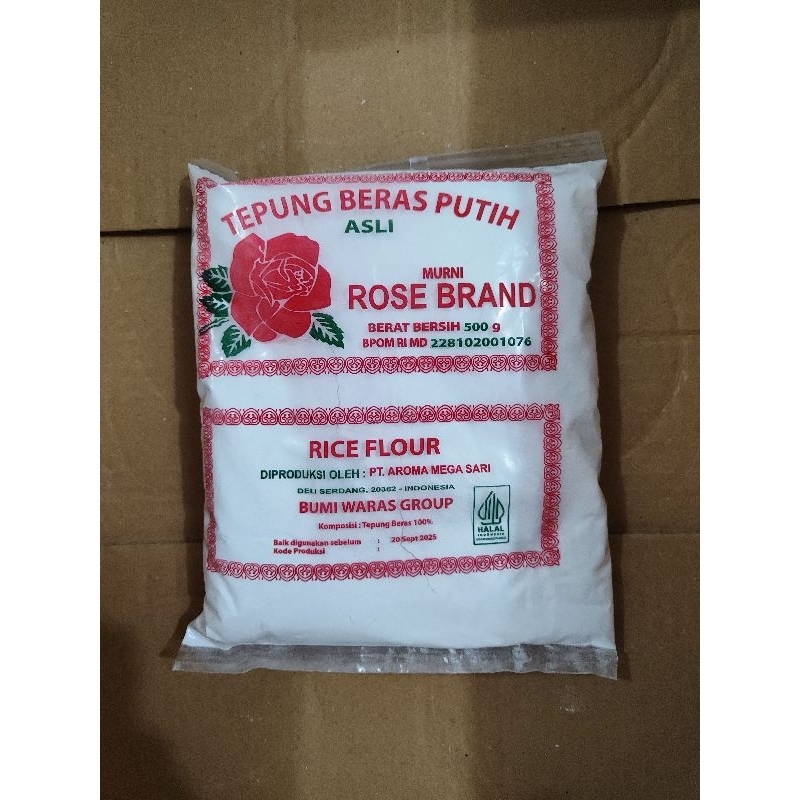 TEPUNG BERAS PUTIH
ASLI
MURNI
ROSE BRAND
BERAT BERSIH 500 g
BPOM RI MD 228102001076
RICE FLOUR
DIPRODUKSI OLEH : PT. AROMA MEGA SARI
DELI SERDANG, 20362 - INDONESIA
BUMI WARAS GROUP
Komposisi : Tepung Beras 100%
Baik digunakan sebelum : 20 Sept 2025
Kode Produksi :
HALAL
INDONESIA